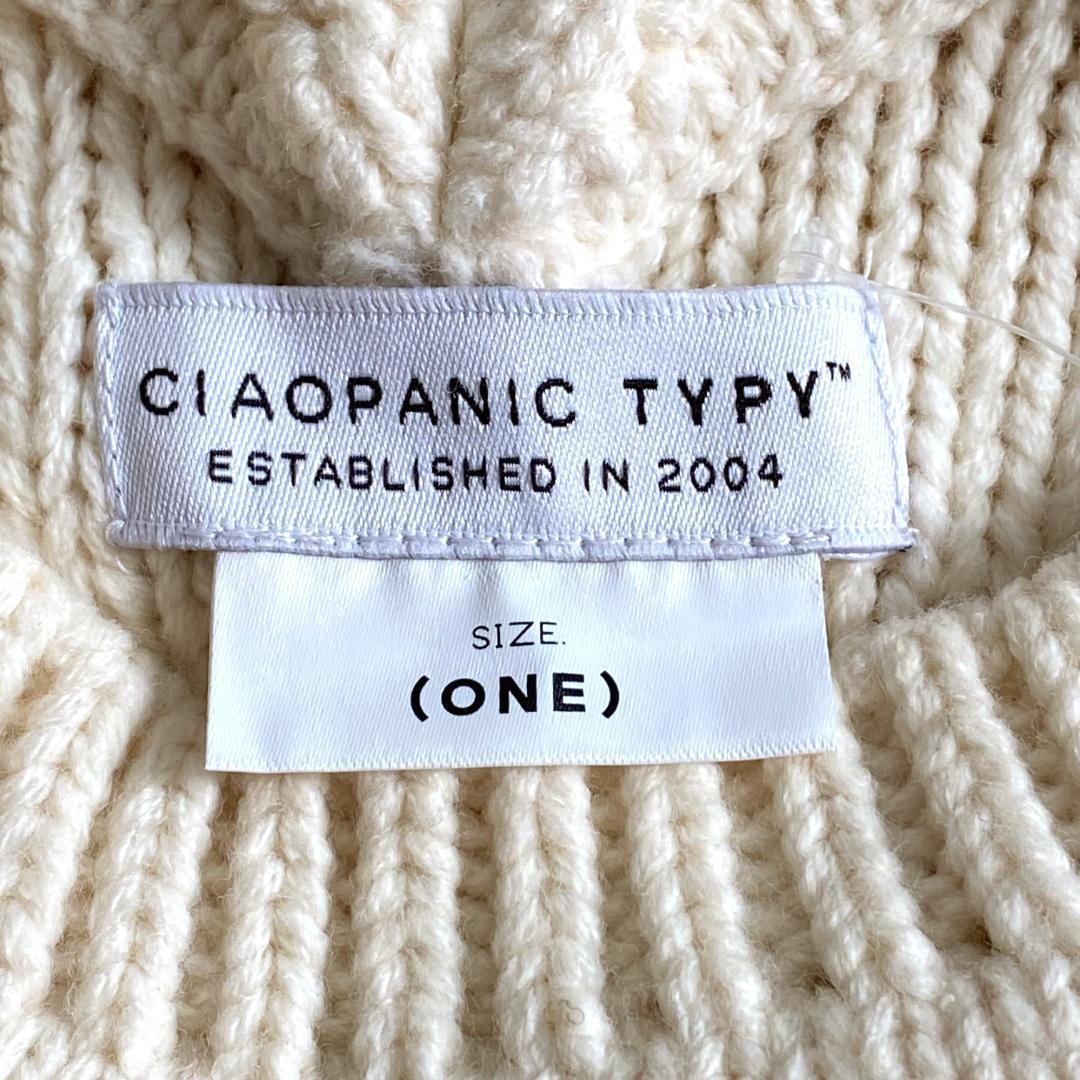 CIAOPANIC TYPY™
ESTABLISHED IN 2004
SIZE.
(ONE)